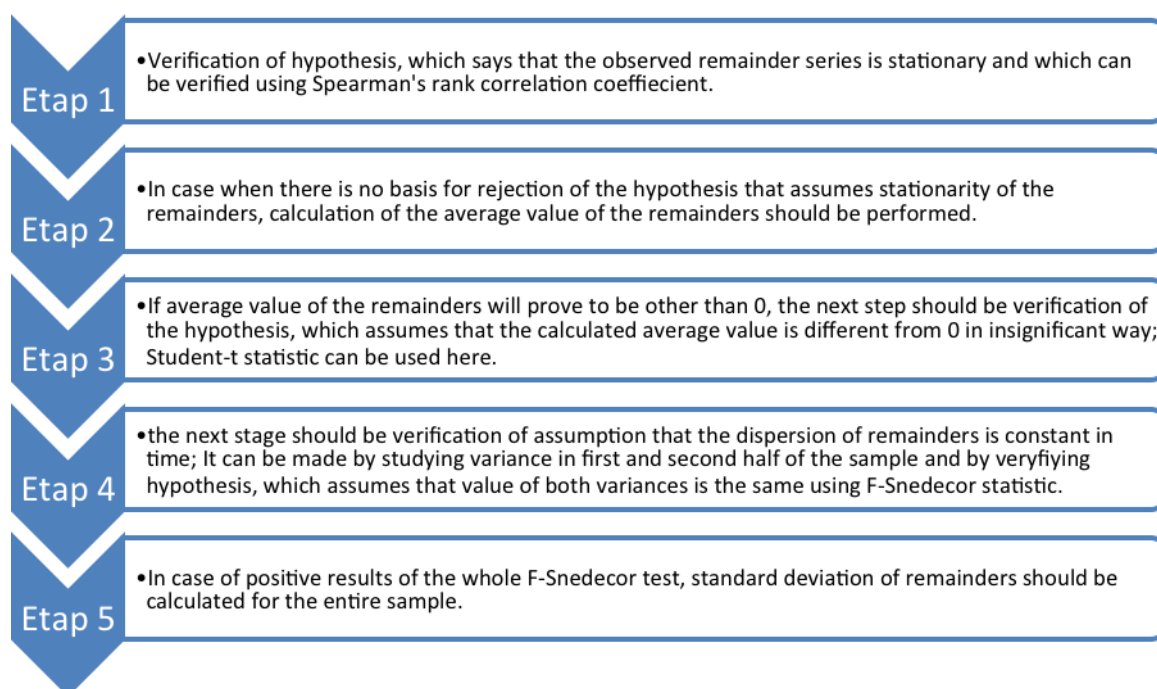 Etap 1
•Verification of hypothesis, which says that the observed remainder series is stationary and which can
be verified using Spearman's rank correlation coeffiecient.
Etap 2
•In case when there is no basis for rejection of the hypothesis that assumes stationarity of the
remainders, calculation of the average value of the remainders should be performed.
Etap 3
•If average value of the remainders will prove to be other than 0, the next step should be verification of
the hypothesis, which assumes that the calculated average value is different from 0 in insignificant way;
Student-t statistic can be used here.
Etap 4
•the next stage should be verification of assumption that the dispersion of remainders is constant in
time; It can be made by studying variance in first and second half of the sample and by veryfiying
hypothesis, which assumes that value of both variances is the same using F-Snedecor statistic.
Etap 5
•In case of positive results of the whole F-Snedecor test, standard deviation of remainders should be
calculated for the entire sample.